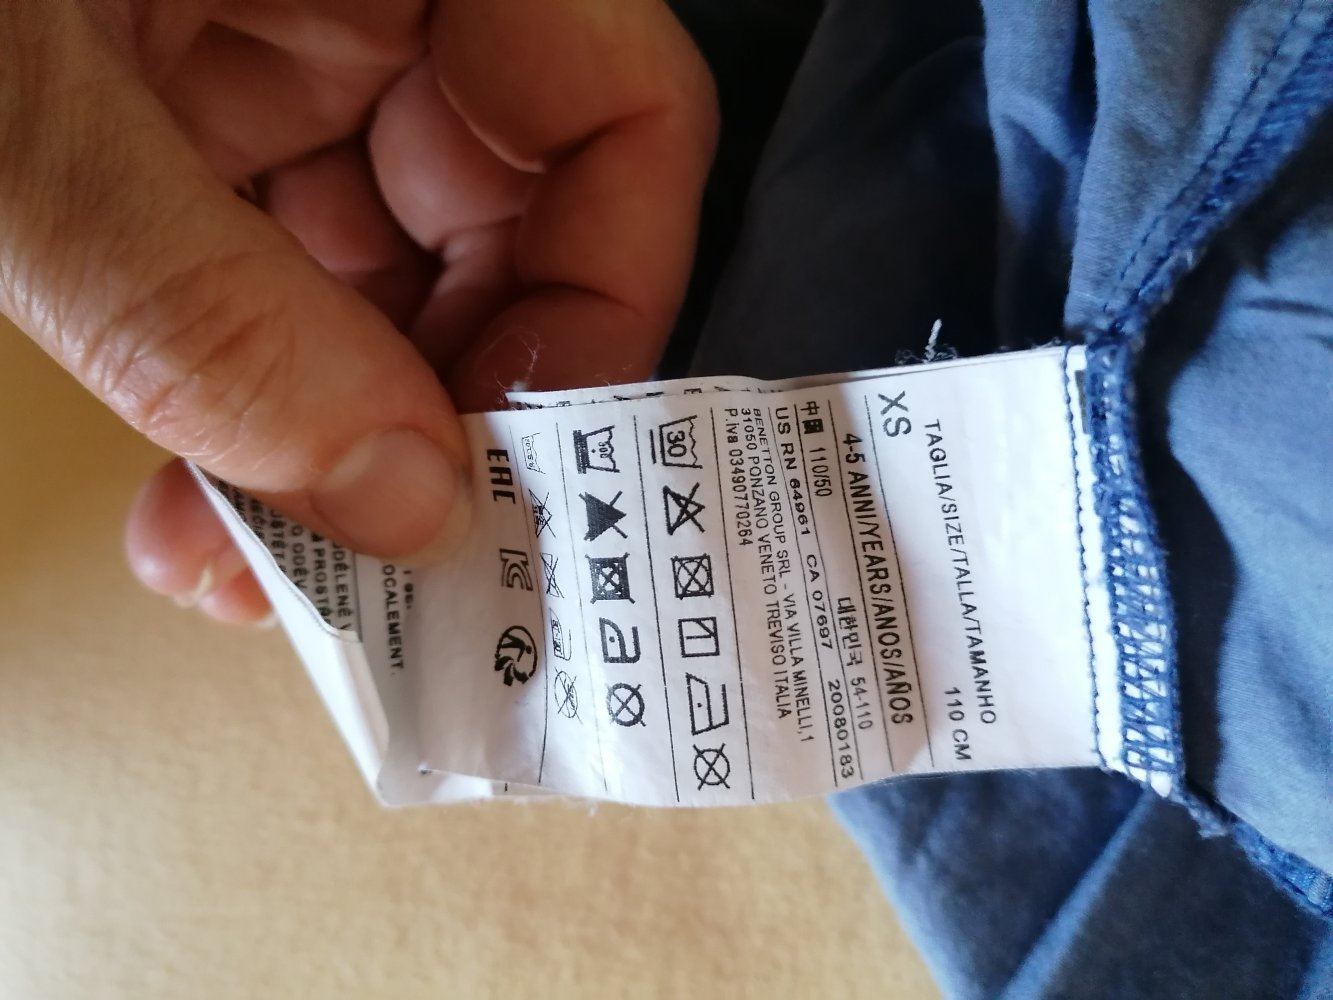 TAGLIA/SIZE/TALLA/TAMANHO
XS
110 CM
4-5 ANNI/YEARS/ANOS/AÑOS
中国 110/50
대한민국 54-110
US RN 64961 CA 07697 20080183
BENETTON GROUP SRL - VIA VILLA MINELLI,1
31050 PONZANO VENETO TREVISO ITALIA
P.iva 03490770264
30
EAC
OCALEMENT.